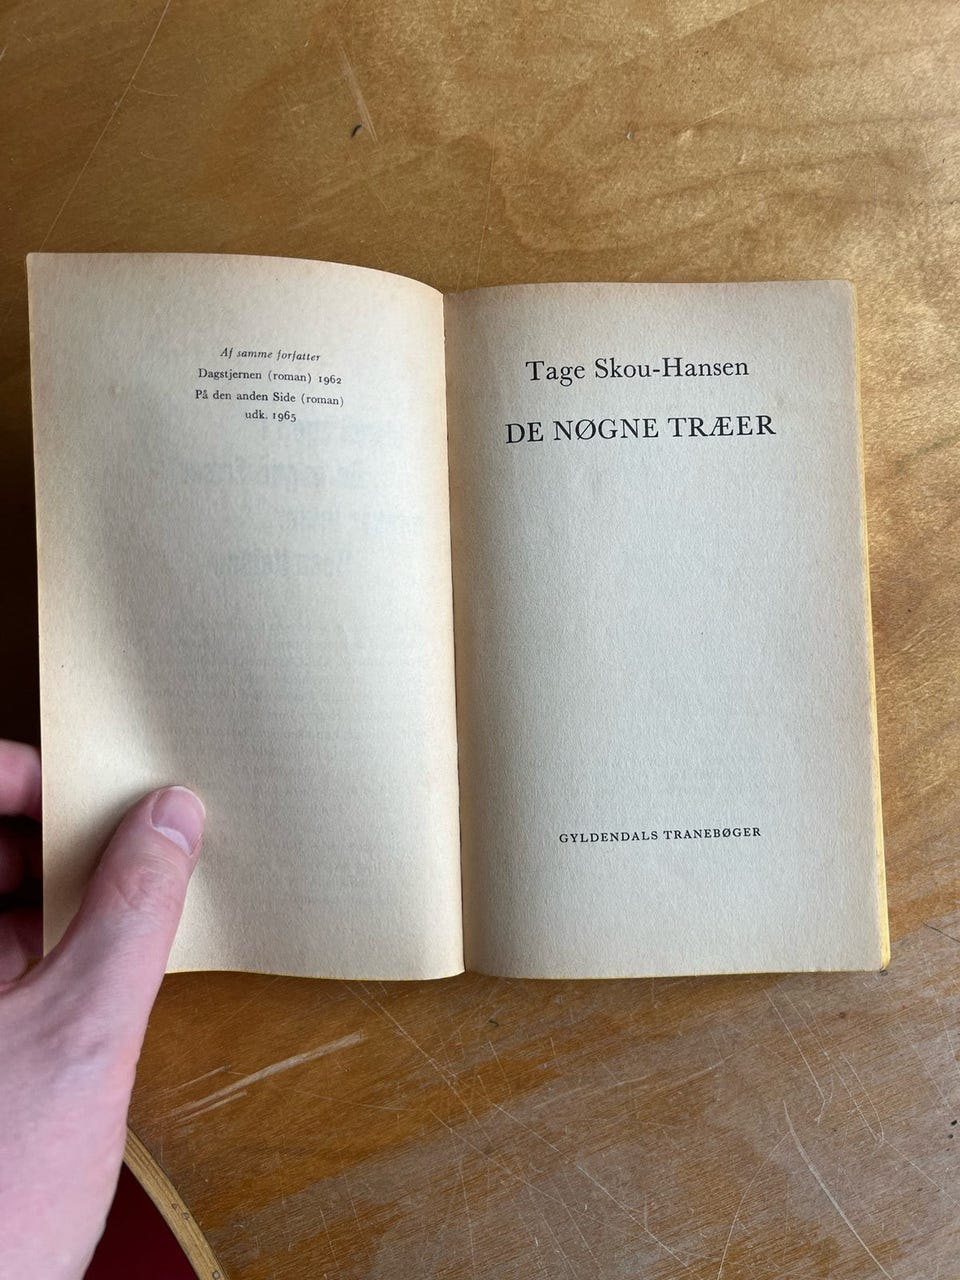 Af samme forfatter
Dagstjernen (roman) 1962
På den anden Side (roman)
udk. 1965
Tage Skou-Hansen
DE NØGNE TRÆER
GYLDENDALS TRANEBØGER